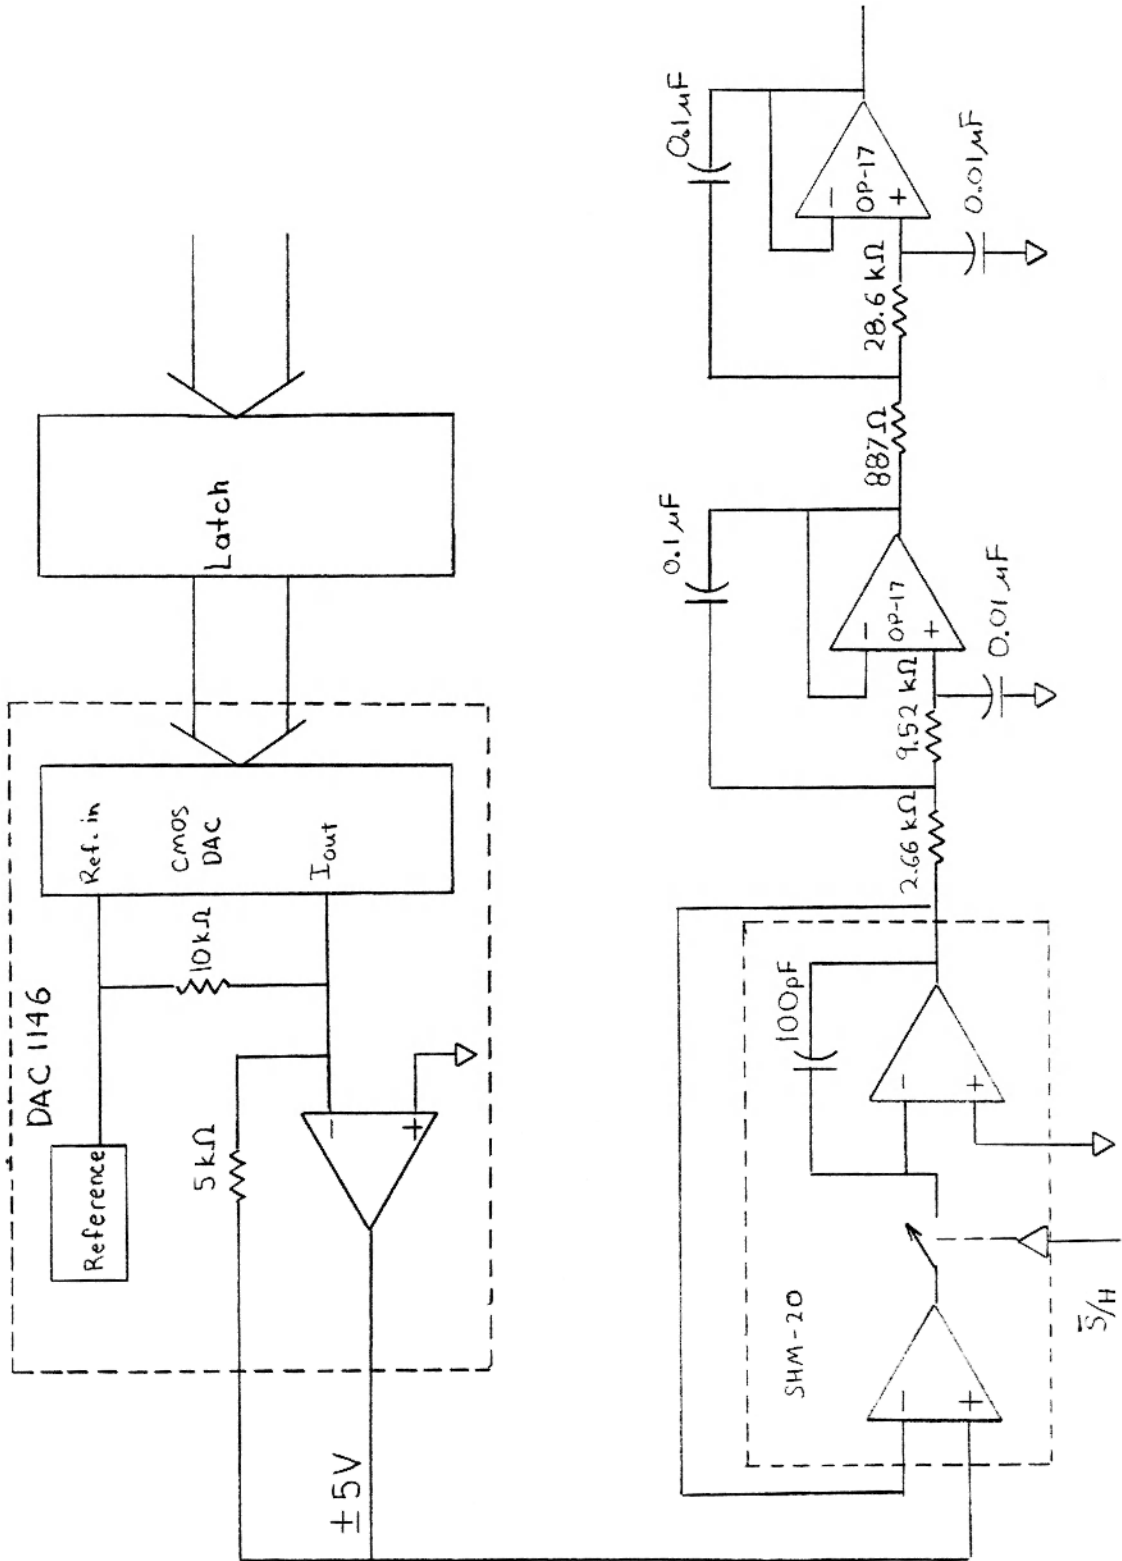 DAC 1146
Reference
Ref. in
CMOS
DAC
Iout
10kΩ
5kΩ
-
+
±5V
Latch
SHM-20
-
+
S̅/H
100pF
-
+
2.66 kΩ
9.52 kΩ
0.1µF
-
OP-17
+
0.01µF
887Ω
28.6 kΩ
0.1µF
-
OP-17
+
0.01µF